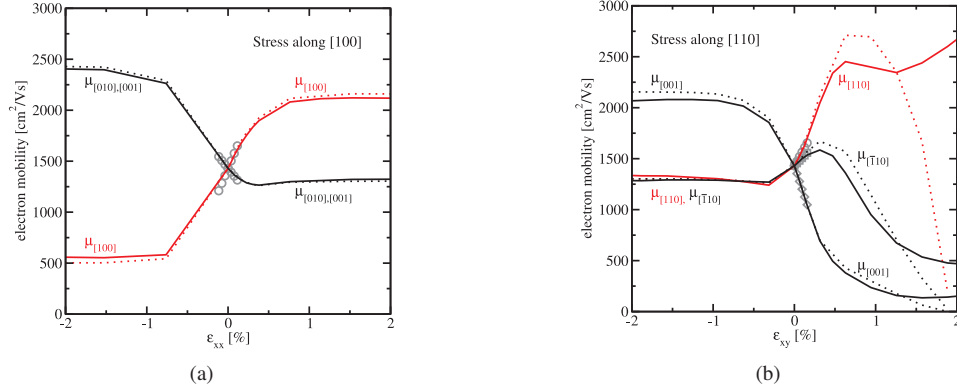 (a)
3000
2500
2000
1500
1000
500
0
electron mobility [cm²/Vs]
Stress along [100]
μ[010],[001]
μ[100]
μ[010],[001]
μ[100]
-2 -1 0 1 2
εxx [%]
(a)
(b)
3000
2500
2000
1500
1000
500
0
electron mobility [cm²/Vs]
Stress along [110]
μ[001]
μ[110]
μ[1̅10]
μ[110], μ[1̅10]
μ[001]
-2 -1 0 1 2
εxy [%]
(b)